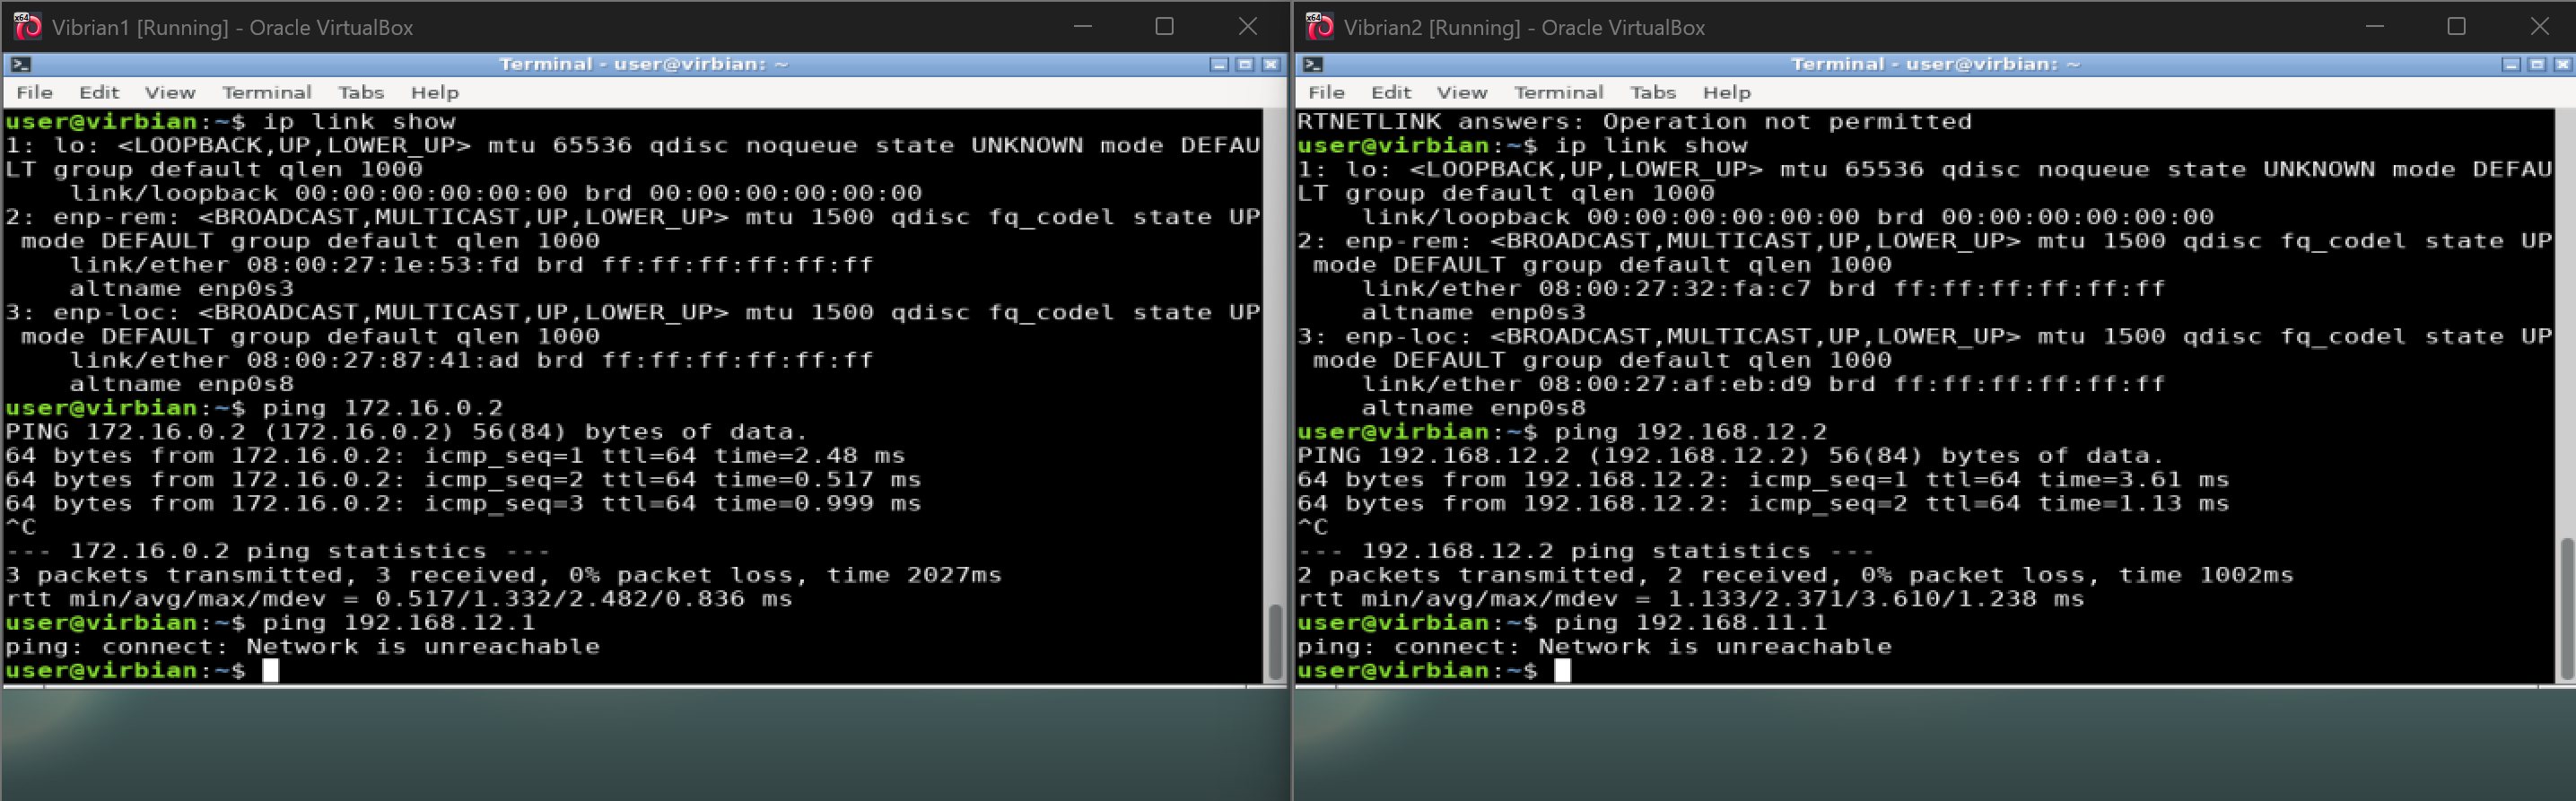 Vibrian1 [Running] - Oracle VirtualBox
Terminal - user@virbian: ~
File Edit View Terminal Tabs Help
user@virbian:~$ ip link show
1: lo: <LOOPBACK,UP,LOWER_UP> mtu 65536 qdisc noqueue state UNKNOWN mode DEFAU
LT group default qlen 1000
    link/loopback 00:00:00:00:00:00 brd 00:00:00:00:00:00
2: enp-rem: <BROADCAST,MULTICAST,UP,LOWER_UP> mtu 1500 qdisc fq_codel state UP
 mode DEFAULT group default qlen 1000
    link/ether 08:00:27:1e:53:fd brd ff:ff:ff:ff:ff:ff
    altname enp0s3
3: enp-loc: <BROADCAST,MULTICAST,UP,LOWER_UP> mtu 1500 qdisc fq_codel state UP
 mode DEFAULT group default qlen 1000
    link/ether 08:00:27:87:41:ad brd ff:ff:ff:ff:ff:ff
    altname enp0s8
user@virbian:~$ ping 172.16.0.2
PING 172.16.0.2 (172.16.0.2) 56(84) bytes of data.
64 bytes from 172.16.0.2: icmp_seq=1 ttl=64 time=2.48 ms
64 bytes from 172.16.0.2: icmp_seq=2 ttl=64 time=0.517 ms
64 bytes from 172.16.0.2: icmp_seq=3 ttl=64 time=0.999 ms
^C
--- 172.16.0.2 ping statistics ---
3 packets transmitted, 3 received, 0% packet loss, time 2027ms
rtt min/avg/max/mdev = 0.517/1.332/2.482/0.836 ms
user@virbian:~$ ping 192.168.12.1
ping: connect: Network is unreachable
user@virbian:~$
Vibrian2 [Running] - Oracle VirtualBox
Terminal - user@virbian: ~
File Edit View Terminal Tabs Help
RTNETLINK answers: Operation not permitted
user@virbian:~$ ip link show
1: lo: <LOOPBACK,UP,LOWER_UP> mtu 65536 qdisc noqueue state UNKNOWN mode DEFAU
LT group default qlen 1000
    link/loopback 00:00:00:00:00:00 brd 00:00:00:00:00:00
2: enp-rem: <BROADCAST,MULTICAST,UP,LOWER_UP> mtu 1500 qdisc fq_codel state UP
 mode DEFAULT group default qlen 1000
    link/ether 08:00:27:32:fa:c7 brd ff:ff:ff:ff:ff:ff
    altname enp0s3
3: enp-loc: <BROADCAST,MULTICAST,UP,LOWER_UP> mtu 1500 qdisc fq_codel state UP
 mode DEFAULT group default qlen 1000
    link/ether 08:00:27:af:eb:d9 brd ff:ff:ff:ff:ff:ff
    altname enp0s8
user@virbian:~$ ping 192.168.12.2
PING 192.168.12.2 (192.168.12.2) 56(84) bytes of data.
64 bytes from 192.168.12.2: icmp_seq=1 ttl=64 time=3.61 ms
64 bytes from 192.168.12.2: icmp_seq=2 ttl=64 time=1.13 ms
^C
--- 192.168.12.2 ping statistics ---
2 packets transmitted, 2 received, 0% packet loss, time 1002ms
rtt min/avg/max/mdev = 1.133/2.371/3.610/1.238 ms
user@virbian:~$ ping 192.168.11.1
ping: connect: Network is unreachable
user@virbian:~$